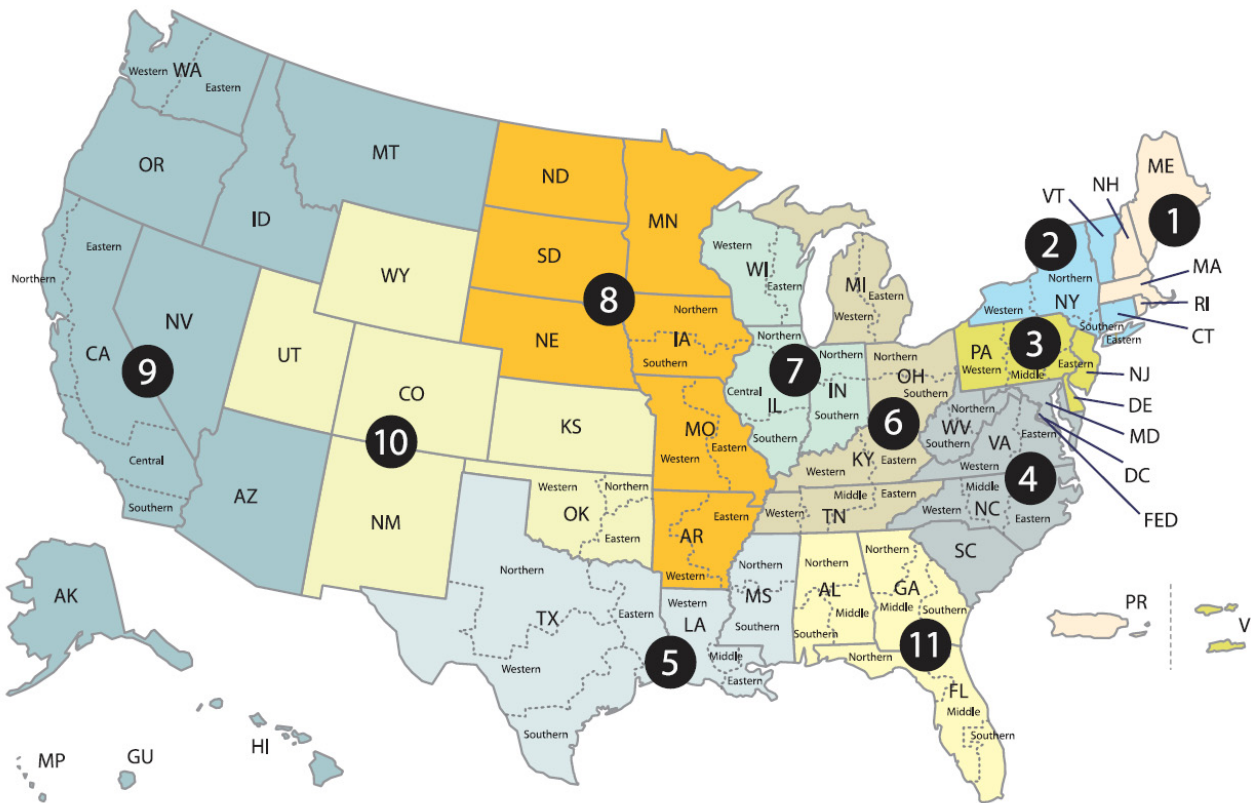 WA
Western
Eastern
OR
MT
ID
ND
MN
SD
WY
NE
8
Northern
IA
Southern
Eastern
Northern
NV
CA
9
Central
Southern
UT
CO
10
KS
AZ
NM
Western
Northern
OK
Eastern
MO
Eastern
Western
Eastern
AR
Western
WI
Western
Eastern
7
Northern
Central
IL
Southern
Northern
IN
Southern
MI
Eastern
Western
Northern
OH
Southern
6
KY
Western
Eastern
Middle
Eastern
Western
TN
ME
1
NH
VT
2
Northern
NY
Western
Southern
Eastern
MA
RI
CT
PA
3
Western
Middle
Eastern
NJ
DE
MD
DC
FED
Northern
WV
Southern
VA
Eastern
Western
4
Middle
Western
NC
Eastern
SC
Northern
TX
Eastern
Western
Southern
Western
LA
5
Middle
Eastern
Northern
MS
Southern
Northern
AL
Middle
Southern
Northern
GA
Middle
Southern
11
Northern
FL
Middle
Southern
AK
HI
GU
MP
PR
V